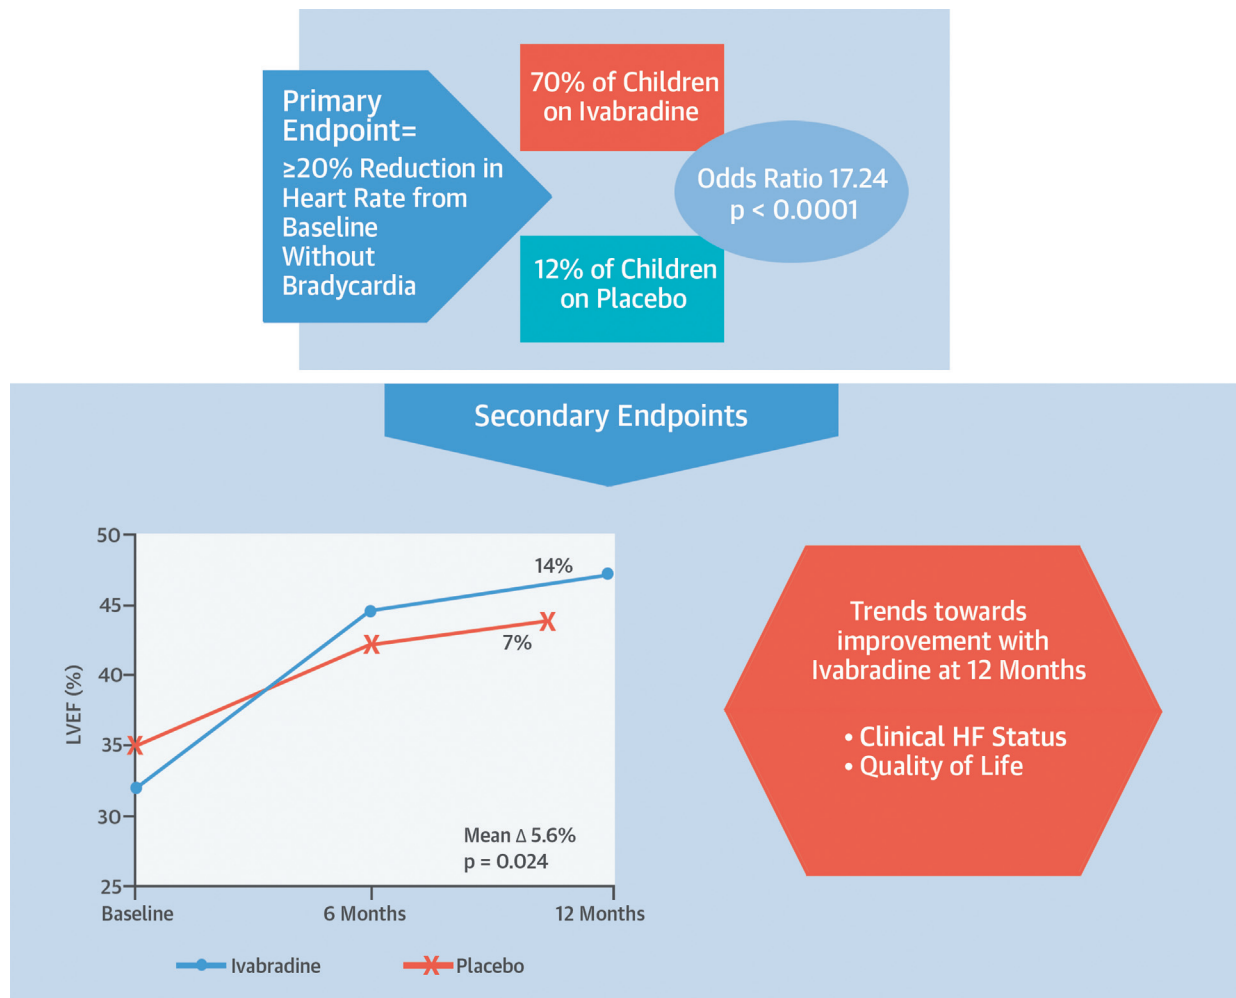 Primary
Endpoint=
≥20% Reduction in
Heart Rate from
Baseline
Without
Bradycardia
70% of Children
on Ivabradine
12% of Children
on Placebo
Odds Ratio 17.24
p < 0.0001
Secondary Endpoints
LVEF (%)
50
45
40
35
30
25
14%
7%
Mean Δ 5.6%
p = 0.024
Baseline
6 Months
12 Months
Ivabradine
Placebo
Trends towards
improvement with
Ivabradine at 12 Months
• Clinical HF Status
• Quality of Life